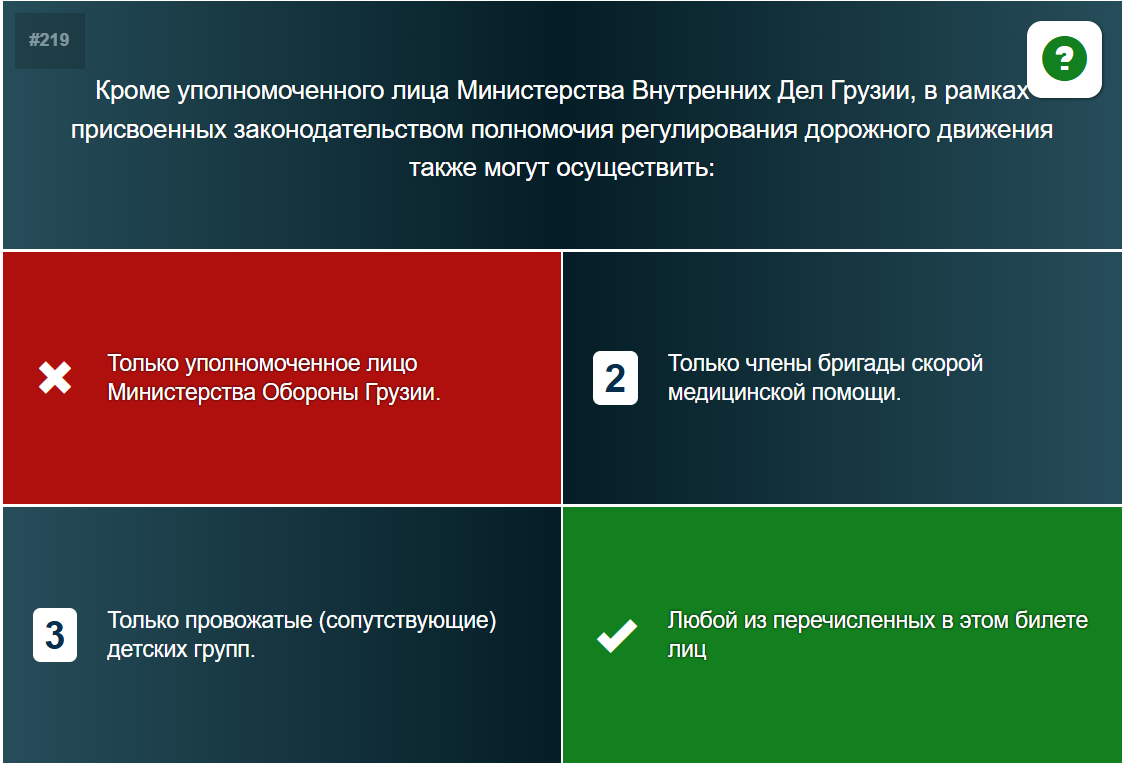 #219
?
Кроме уполномоченного лица Министерства Внутренних Дел Грузии, в рамках
присвоенных законодательством полномочия регулирования дорожного движения
также могут осуществить:
Только уполномоченное лицо
Министерства Обороны Грузии.
2
Только члены бригады скорой
медицинской помощи.
3
Только провожатые (сопутствующие)
детских групп.
Любой из перечисленных в этом билете
лиц